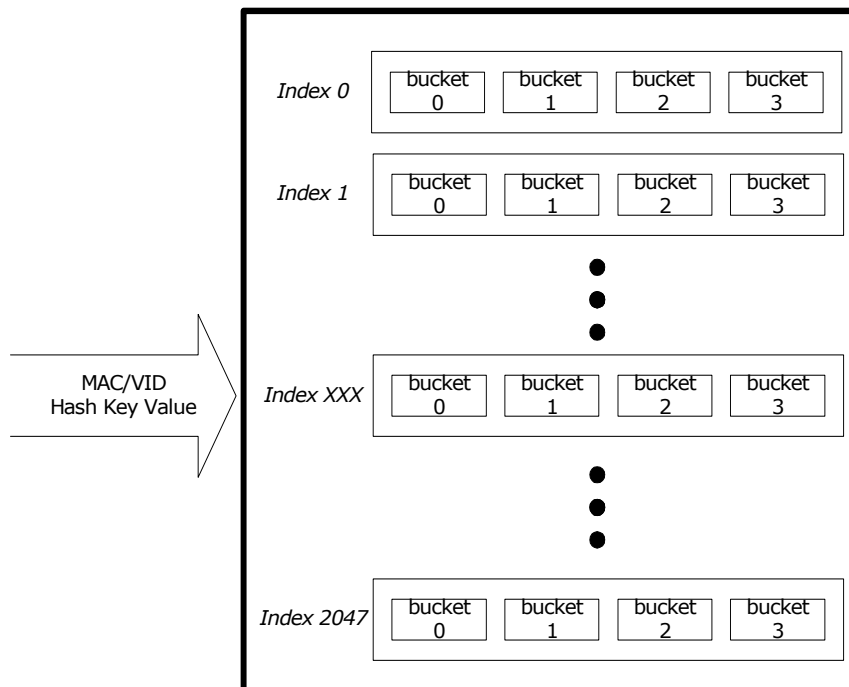 Index 0
bucket 0
bucket 1
bucket 2
bucket 3
Index 1
bucket 0
bucket 1
bucket 2
bucket 3
MAC/VID
Hash Key Value
Index XXX
bucket 0
bucket 1
bucket 2
bucket 3
Index 2047
bucket 0
bucket 1
bucket 2
bucket 3